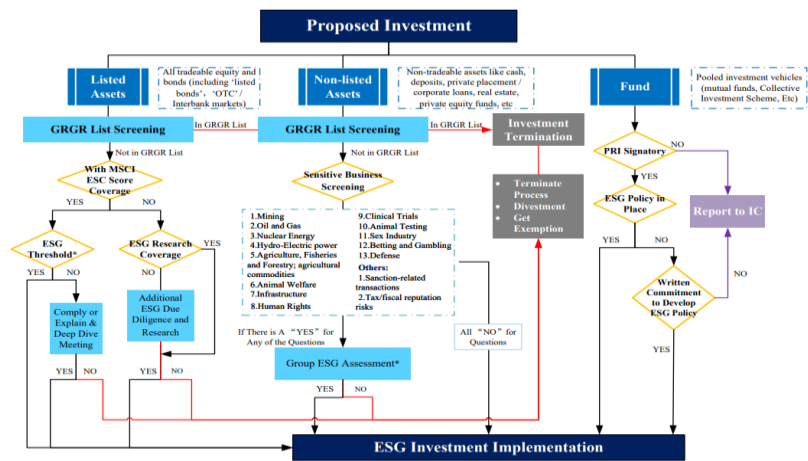 Proposed Investment
Listed
Assets
All tradeable equity and
bonds (including ‘listed
bonds’, ‘OTC’ /
Interbank markets)
Non-listed
Assets
Non-tradeable assets like cash,
deposits, private placement /
corporate loans, real estate,
private equity funds, etc
Fund
Pooled investment vehicles
(mutual funds, Collective
Investment Scheme, Etc)
GRGR List Screening
In GRGR List
GRGR List Screening
In GRGR List
Investment
Termination
• Terminate
Process
• Divestment
• Get
Exemption
Not in GRGR List
Not in GRGR List
With MSCI
ESC Score
Coverage
YES
NO
ESG
Threshold*
YES
NO
ESG Research
Coverage
YES
NO
Comply or
Explain &
Deep Dive
Meeting
YES
NO
Additional
ESG Due
Diligence and
Research
YES
NO
Sensitive Business
Screening
1.Mining
2.Oil and Gas
3.Nuclear Energy
4.Hydro-Electric power
5.Agriculture, Fisheries
and Forestry; agricultural
commodities
6.Animal Welfare
7.Infrastructure
8.Human Rights
9.Clinical Trials
10.Animal Testing
11.Sex Industry
12.Betting and Gambling
13.Defense
Others:
1.Sanction-related
transactions
2.Tax/fiscal reputation
risks
If There is A “YES”for
Any of the Questions
All “NO”for
Questions
Group ESG Assessment*
YES
NO
PRI Signatory
NO
YES
ESG Policy in
Place
YES
NO
Report to IC
Written
Commitment
to Develop
ESG Policy
NO
YES
ESG Investment Implementation